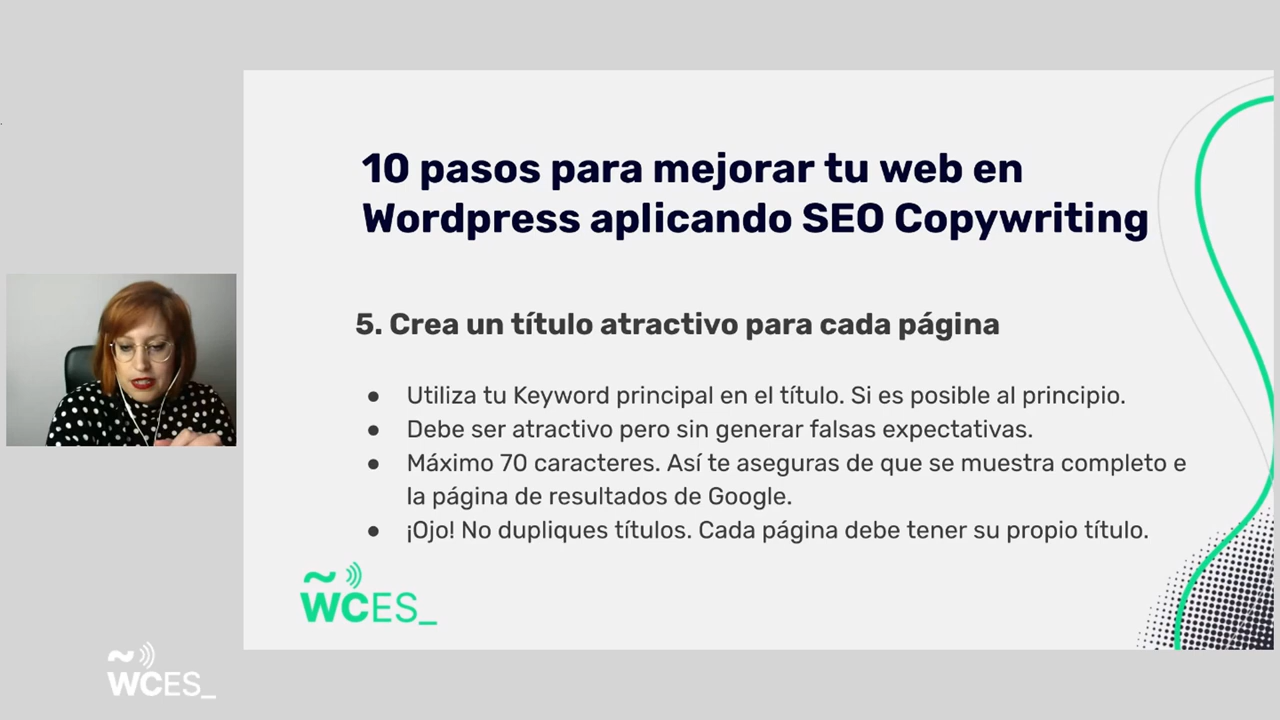 10 pasos para mejorar tu web en
Wordpress aplicando SEO Copywriting
5. Crea un título atractivo para cada página
● Utiliza tu Keyword principal en el título. Si es posible al principio.
● Debe ser atractivo pero sin generar falsas expectativas.
● Máximo 70 caracteres. Así te aseguras de que se muestra completo e
la página de resultados de Google.
● ¡Ojo! No dupliques títulos. Cada página debe tener su propio título.
WCES_
WCES_